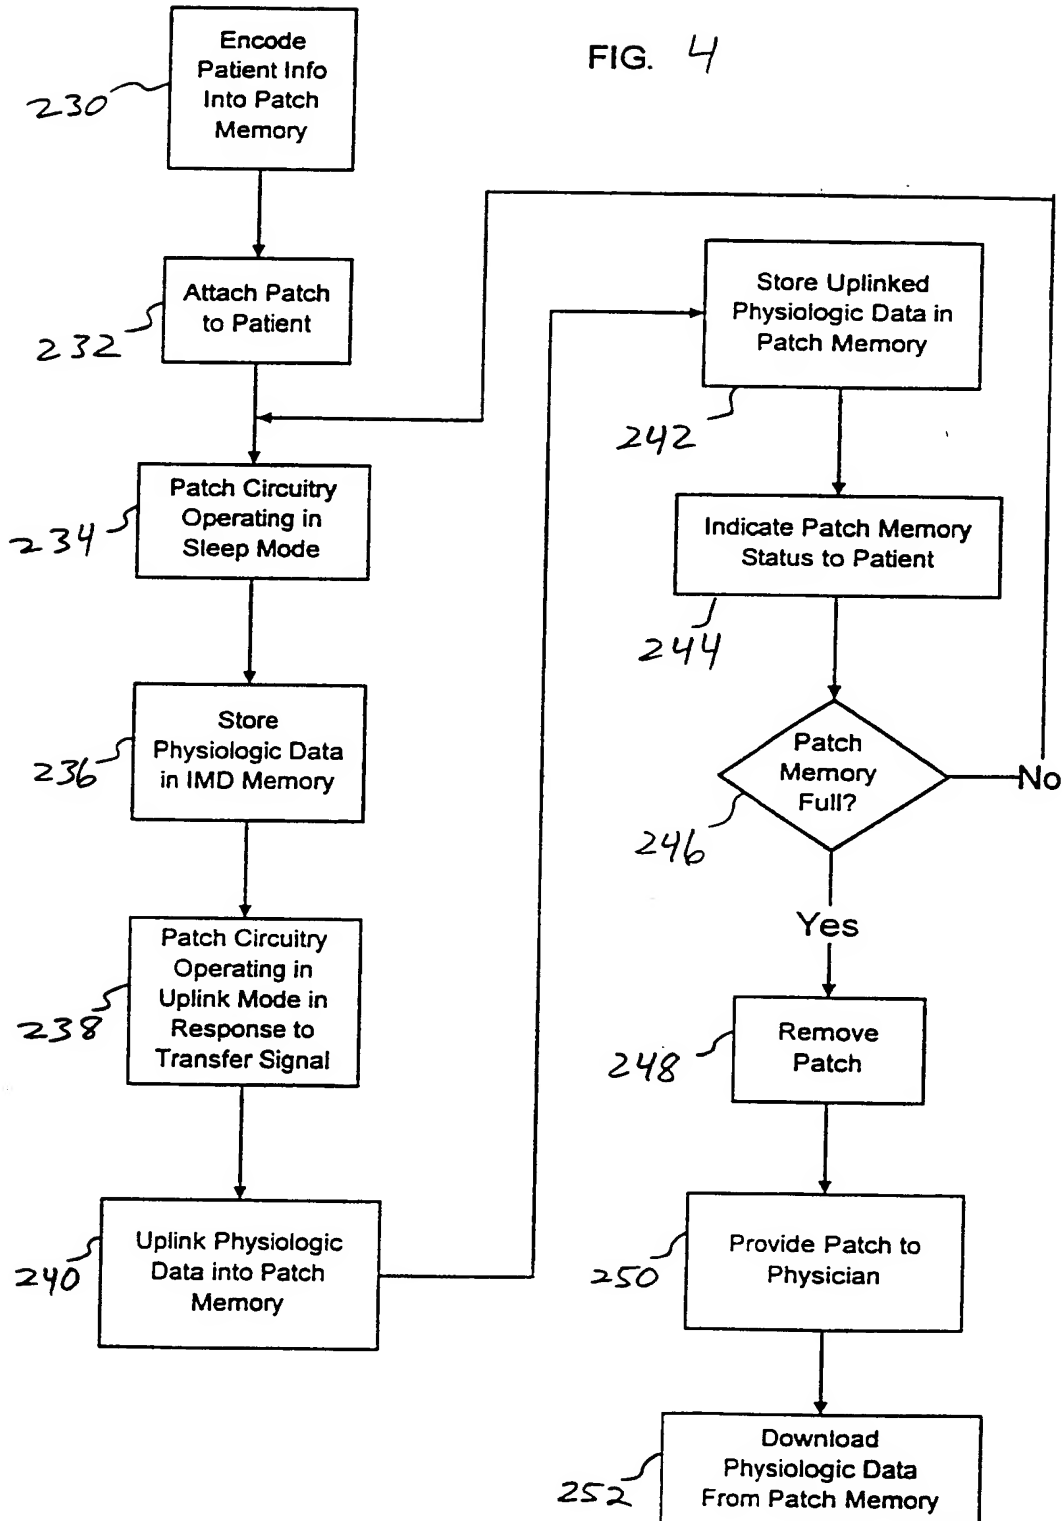 FIG. 4
Encode
Patient Info
Into Patch
Memory
230
Attach Patch
to Patient
232
Patch Circuitry
Operating in
Sleep Mode
234
Store
Physiologic Data
in IMD Memory
236
Patch Circuitry
Operating in
Uplink Mode in
Response to
Transfer Signal
238
Uplink Physiologic
Data into Patch
Memory
240
Store Uplinked
Physiologic Data in
Patch Memory
242
Indicate Patch Memory
Status to Patient
244
Patch
Memory
Full?
246
No
Yes
Remove
Patch
248
Provide Patch to
Physician
250
Download
Physiologic Data
From Patch Memory
252